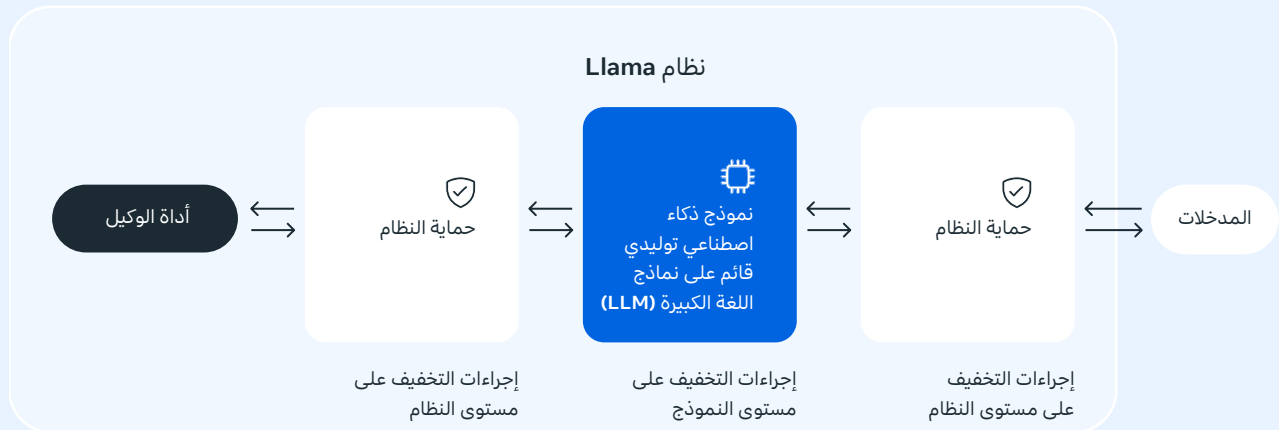 نظام Llama
المدخلات
حماية النظام
إجراءات التخفيف
على مستوى النظام
نموذج ذكاء
اصطناعي توليدي
قائم على نماذج
اللغة الكبيرة (LLM)
إجراءات التخفيف على
مستوى النموذج
حماية النظام
إجراءات التخفيف على
مستوى النظام
أداة الوكيل